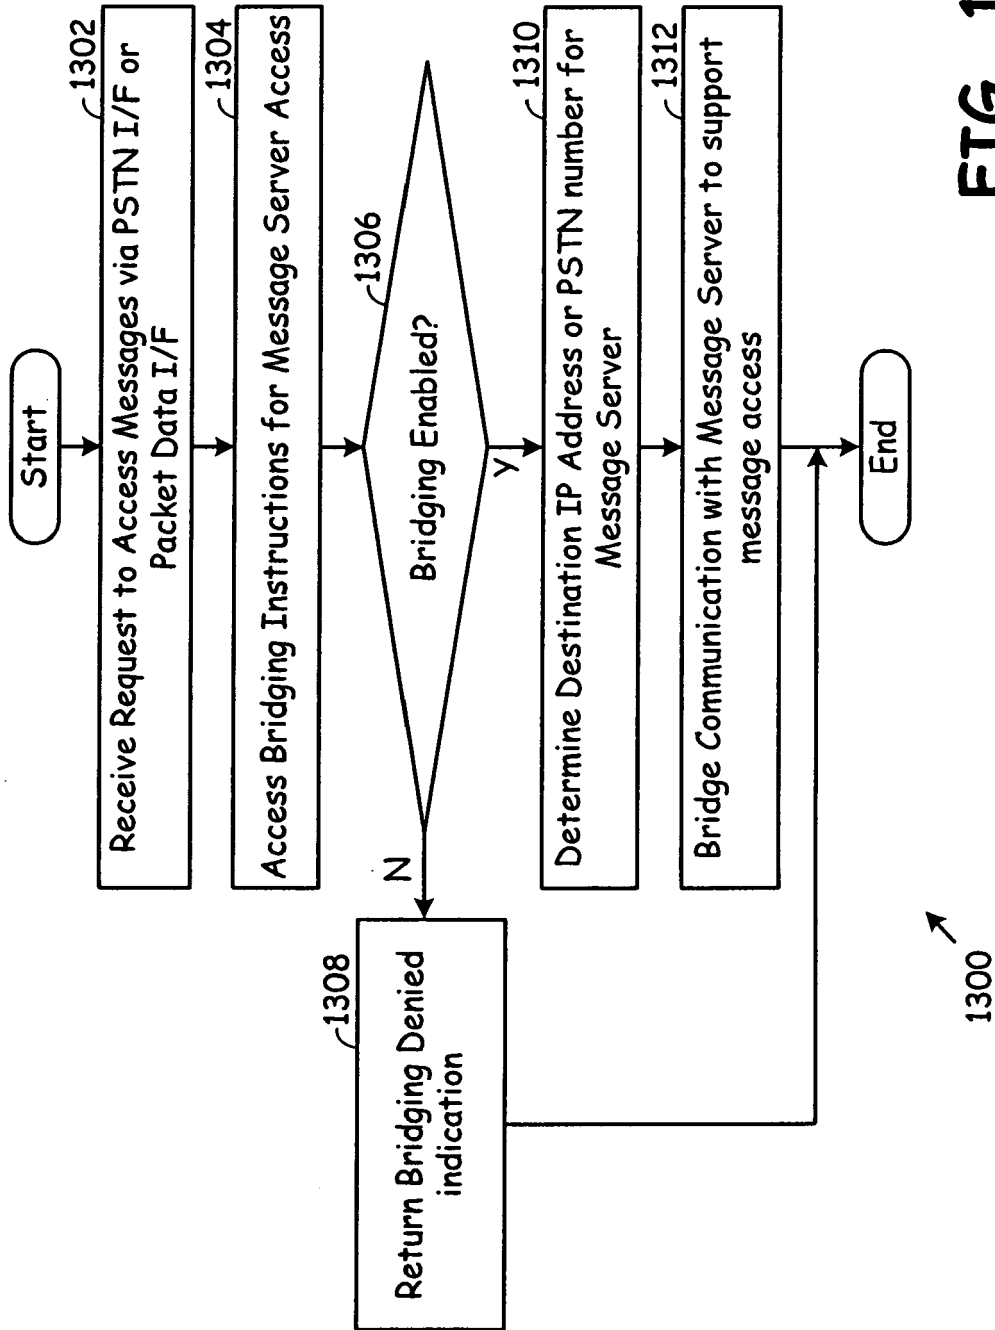 Start
1302
Receive Request to Access Messages via PSTN I/F or
Packet Data I/F
1304
Access Bridging Instructions for Message Server Access
1306
Bridging Enabled?
N
Y
1308
Return Bridging Denied
indication
1310
Determine Destination IP Address or PSTN number for
Message Server
1312
Bridge Communication with Message Server to support
message access
End
1300
FIG. 1